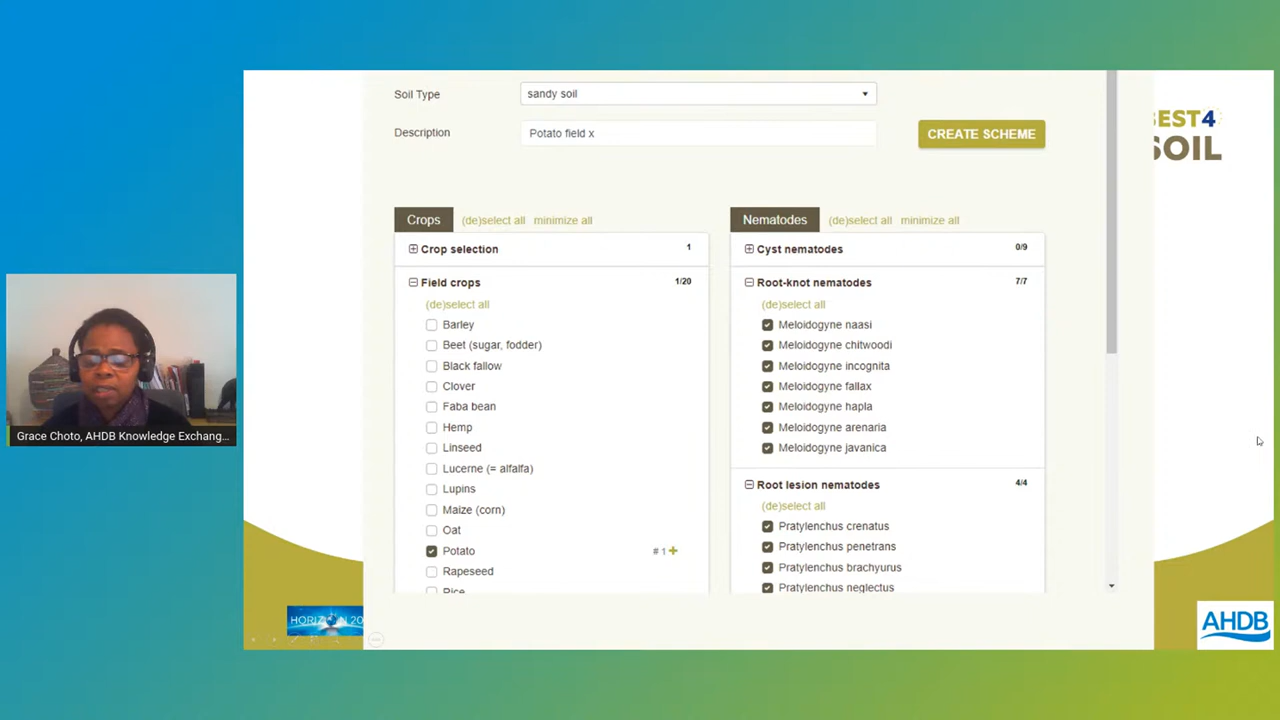 Soil Type
sandy soil
Description
Potato field x
CREATE SCHEME
EST4
SOIL
Crops (de)select all minimize all
Crop selection 1
Field crops 1/20
(de)select all
Barley
Beet (sugar, fodder)
Black fallow
Clover
Faba bean
Hemp
Linseed
Lucerne (= alfalfa)
Lupins
Maize (corn)
Oat
Potato # 1
Rapeseed
Rice
Nematodes (de)select all minimize all
Cyst nematodes 0/9
Root-knot nematodes 7/7
(de)select all
Meloidogyne naasi
Meloidogyne chitwoodi
Meloidogyne incognita
Meloidogyne fallax
Meloidogyne hapla
Meloidogyne arenaria
Meloidogyne javanica
Root lesion nematodes 4/4
(de)select all
Pratylenchus crenatus
Pratylenchus penetrans
Pratylenchus brachyurus
Pratylenchus neglectus
Grace Choto, AHDB Knowledge Exchang...
HORIZON 20
AHDB